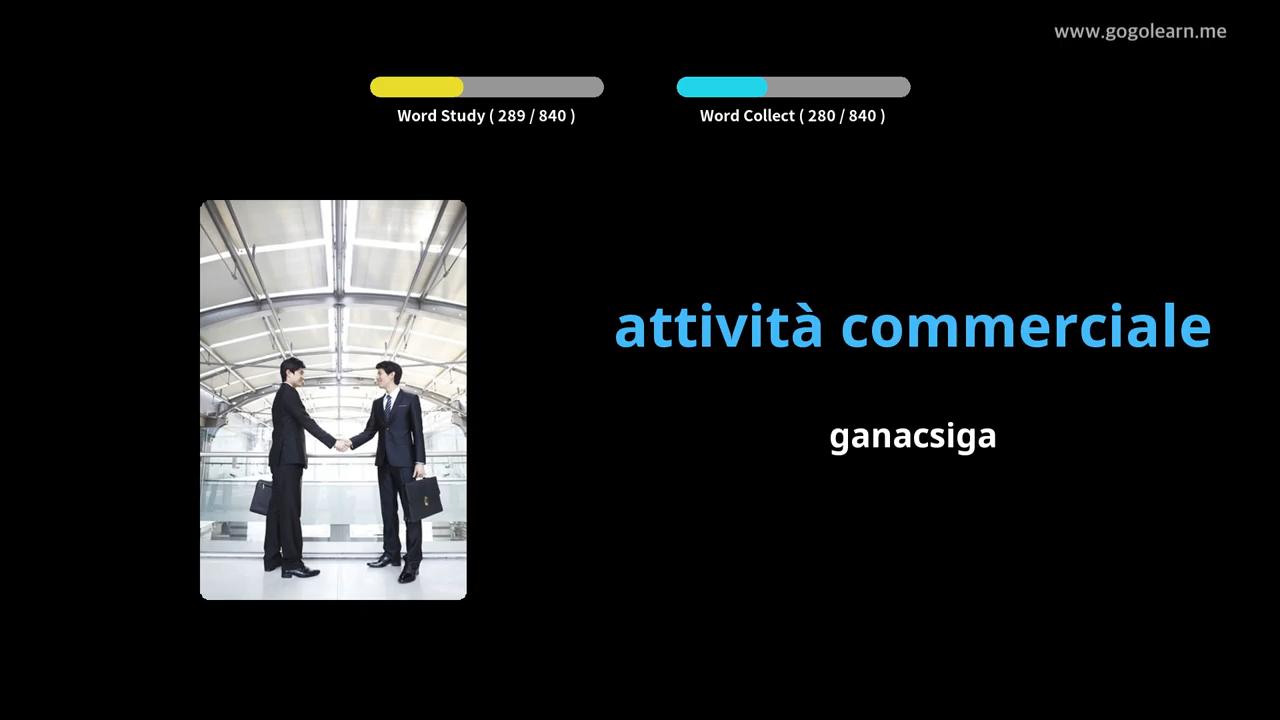 www.gogolearn.me
Word Study ( 289 / 840 )
Word Collect ( 280 / 840 )
attività commerciale
ganacsiga